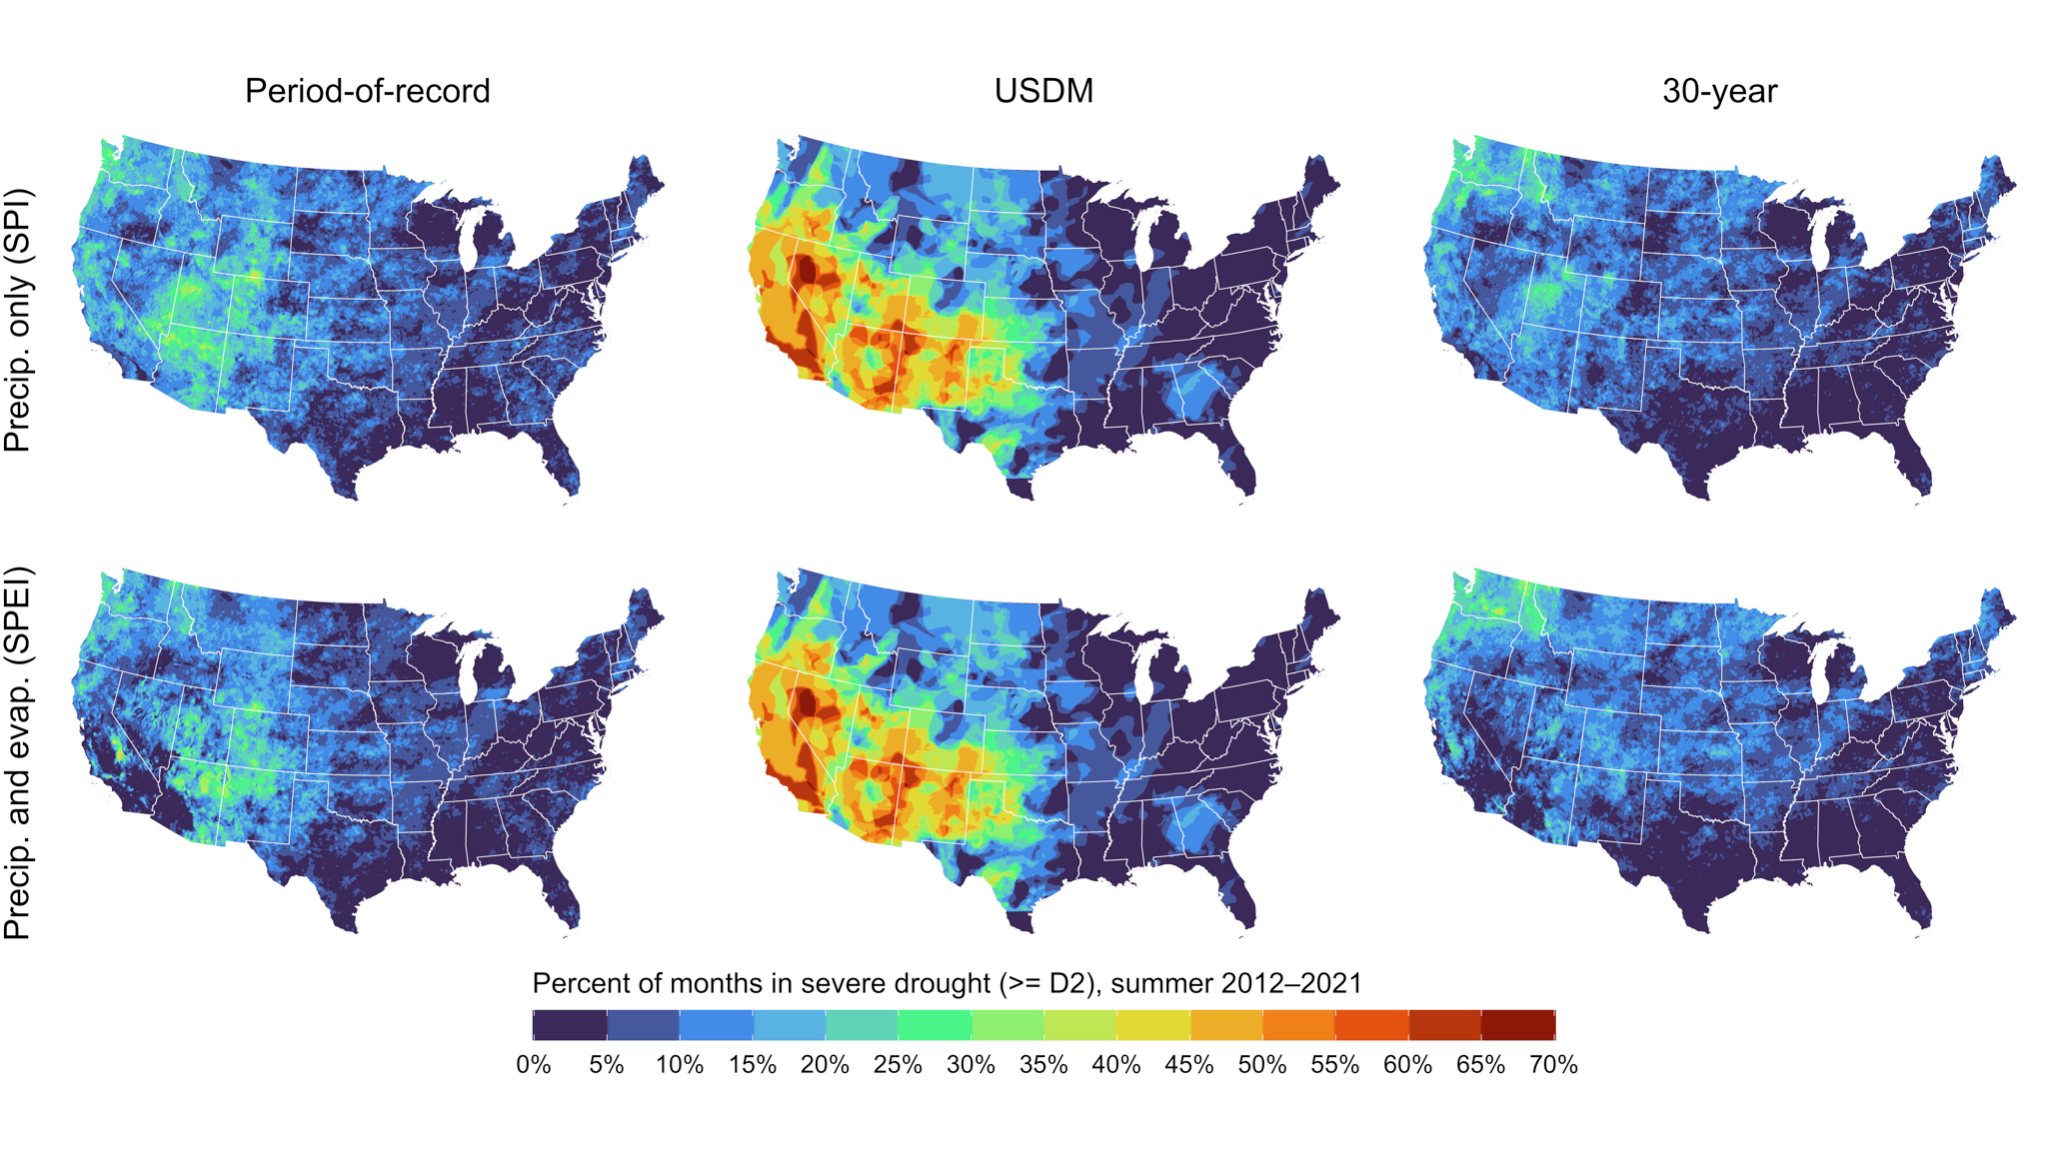 Period-of-record
USDM
30-year
Precip. only (SPI)
Precip. and evap. (SPEI)
Percent of months in severe drought (>= D2), summer 2012–2021
0% 5% 10% 15% 20% 25% 30% 35% 40% 45% 50% 55% 60% 65% 70%